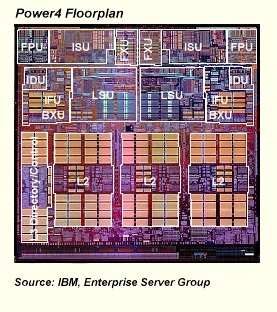 Power4 Floorplan
FPU ISU FXU FXU ISU FPU
IDU IDU
LSU LSU
IFU IFU
BXU BXU
L3 Directory/Control
L2 L2 L2
Source: IBM, Enterprise Server Group